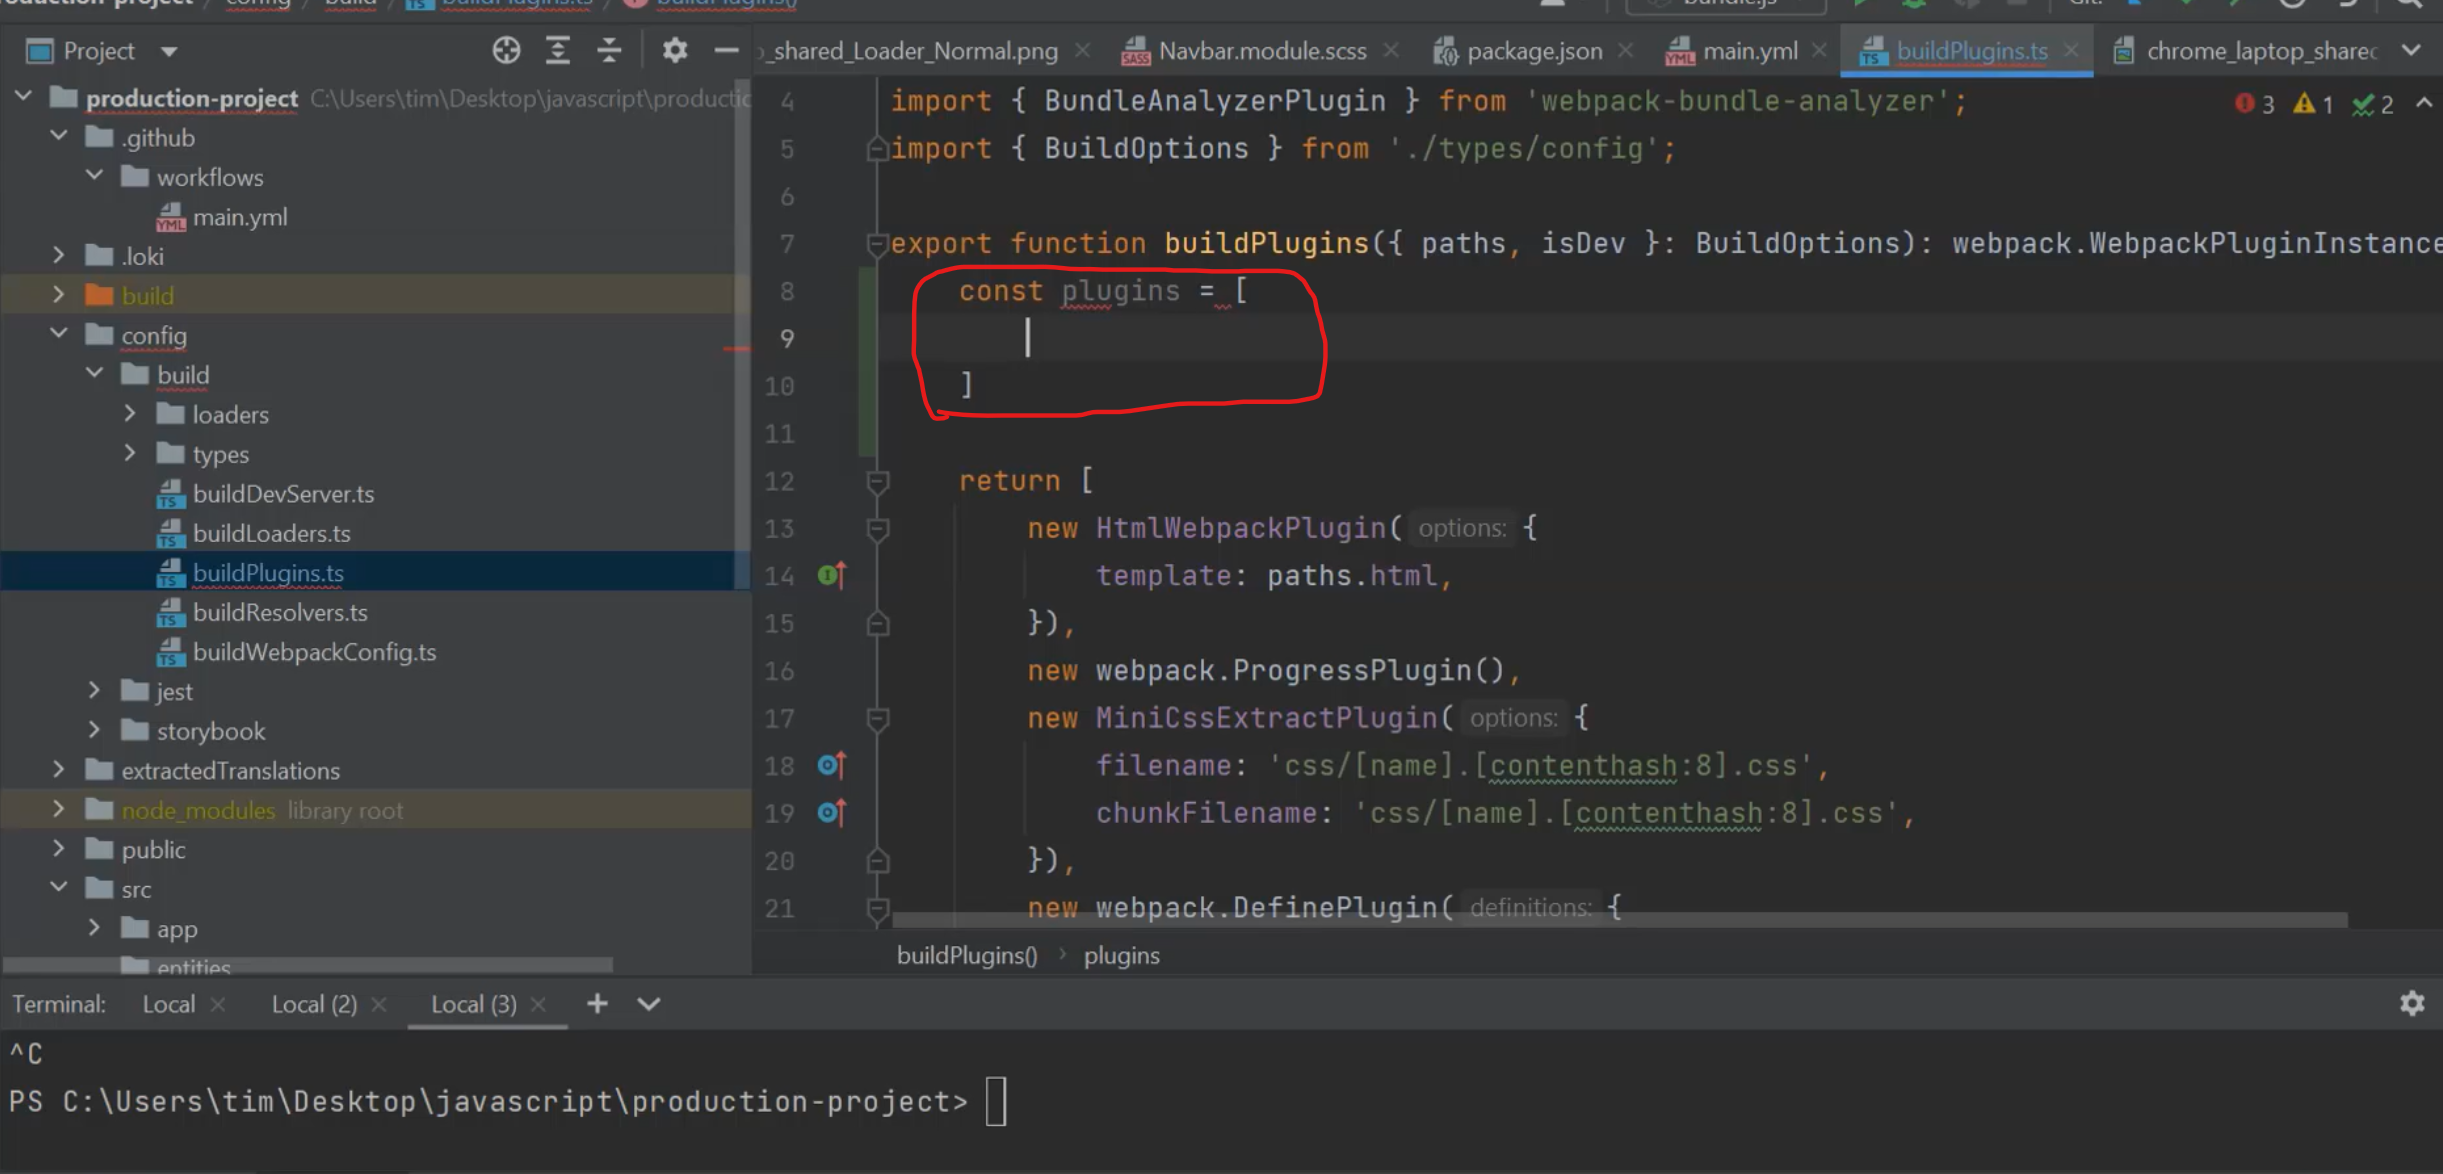 Project
_shared_Loader_Normal.png
Navbar.module.scss
package.json
main.yml
buildPlugins.ts
chrome_laptop_share
production-project C:\Users\tim\Desktop\javascript\producti
.github
workflows
main.yml
.loki
build
config
build
loaders
types
buildDevServer.ts
buildLoaders.ts
buildPlugins.ts
buildResolvers.ts
buildWebpackConfig.ts
jest
storybook
extractedTranslations
node_modules library root
public
src
app
entities
4 import { BundleAnalyzerPlugin } from 'webpack-bundle-analyzer';
3 1 2
5 import { BuildOptions } from './types/config';
6
7 export function buildPlugins({ paths, isDev }: BuildOptions): webpack.WebpackPluginInstance
8 const plugins = [
9
10 ]
11
12 return [
13 new HtmlWebpackPlugin( options: {
14 template: paths.html,
15 }),
16 new webpack.ProgressPlugin(),
17 new MiniCssExtractPlugin( options: {
18 filename: 'css/[name].[contenthash:8].css',
19 chunkFilename: 'css/[name].[contenthash:8].css',
20 }),
21 new webpack.DefinePlugin( definitions: {
buildPlugins() › plugins
Terminal: Local Local (2) Local (3)
^C
PS C:\Users\tim\Desktop\javascript\production-project>